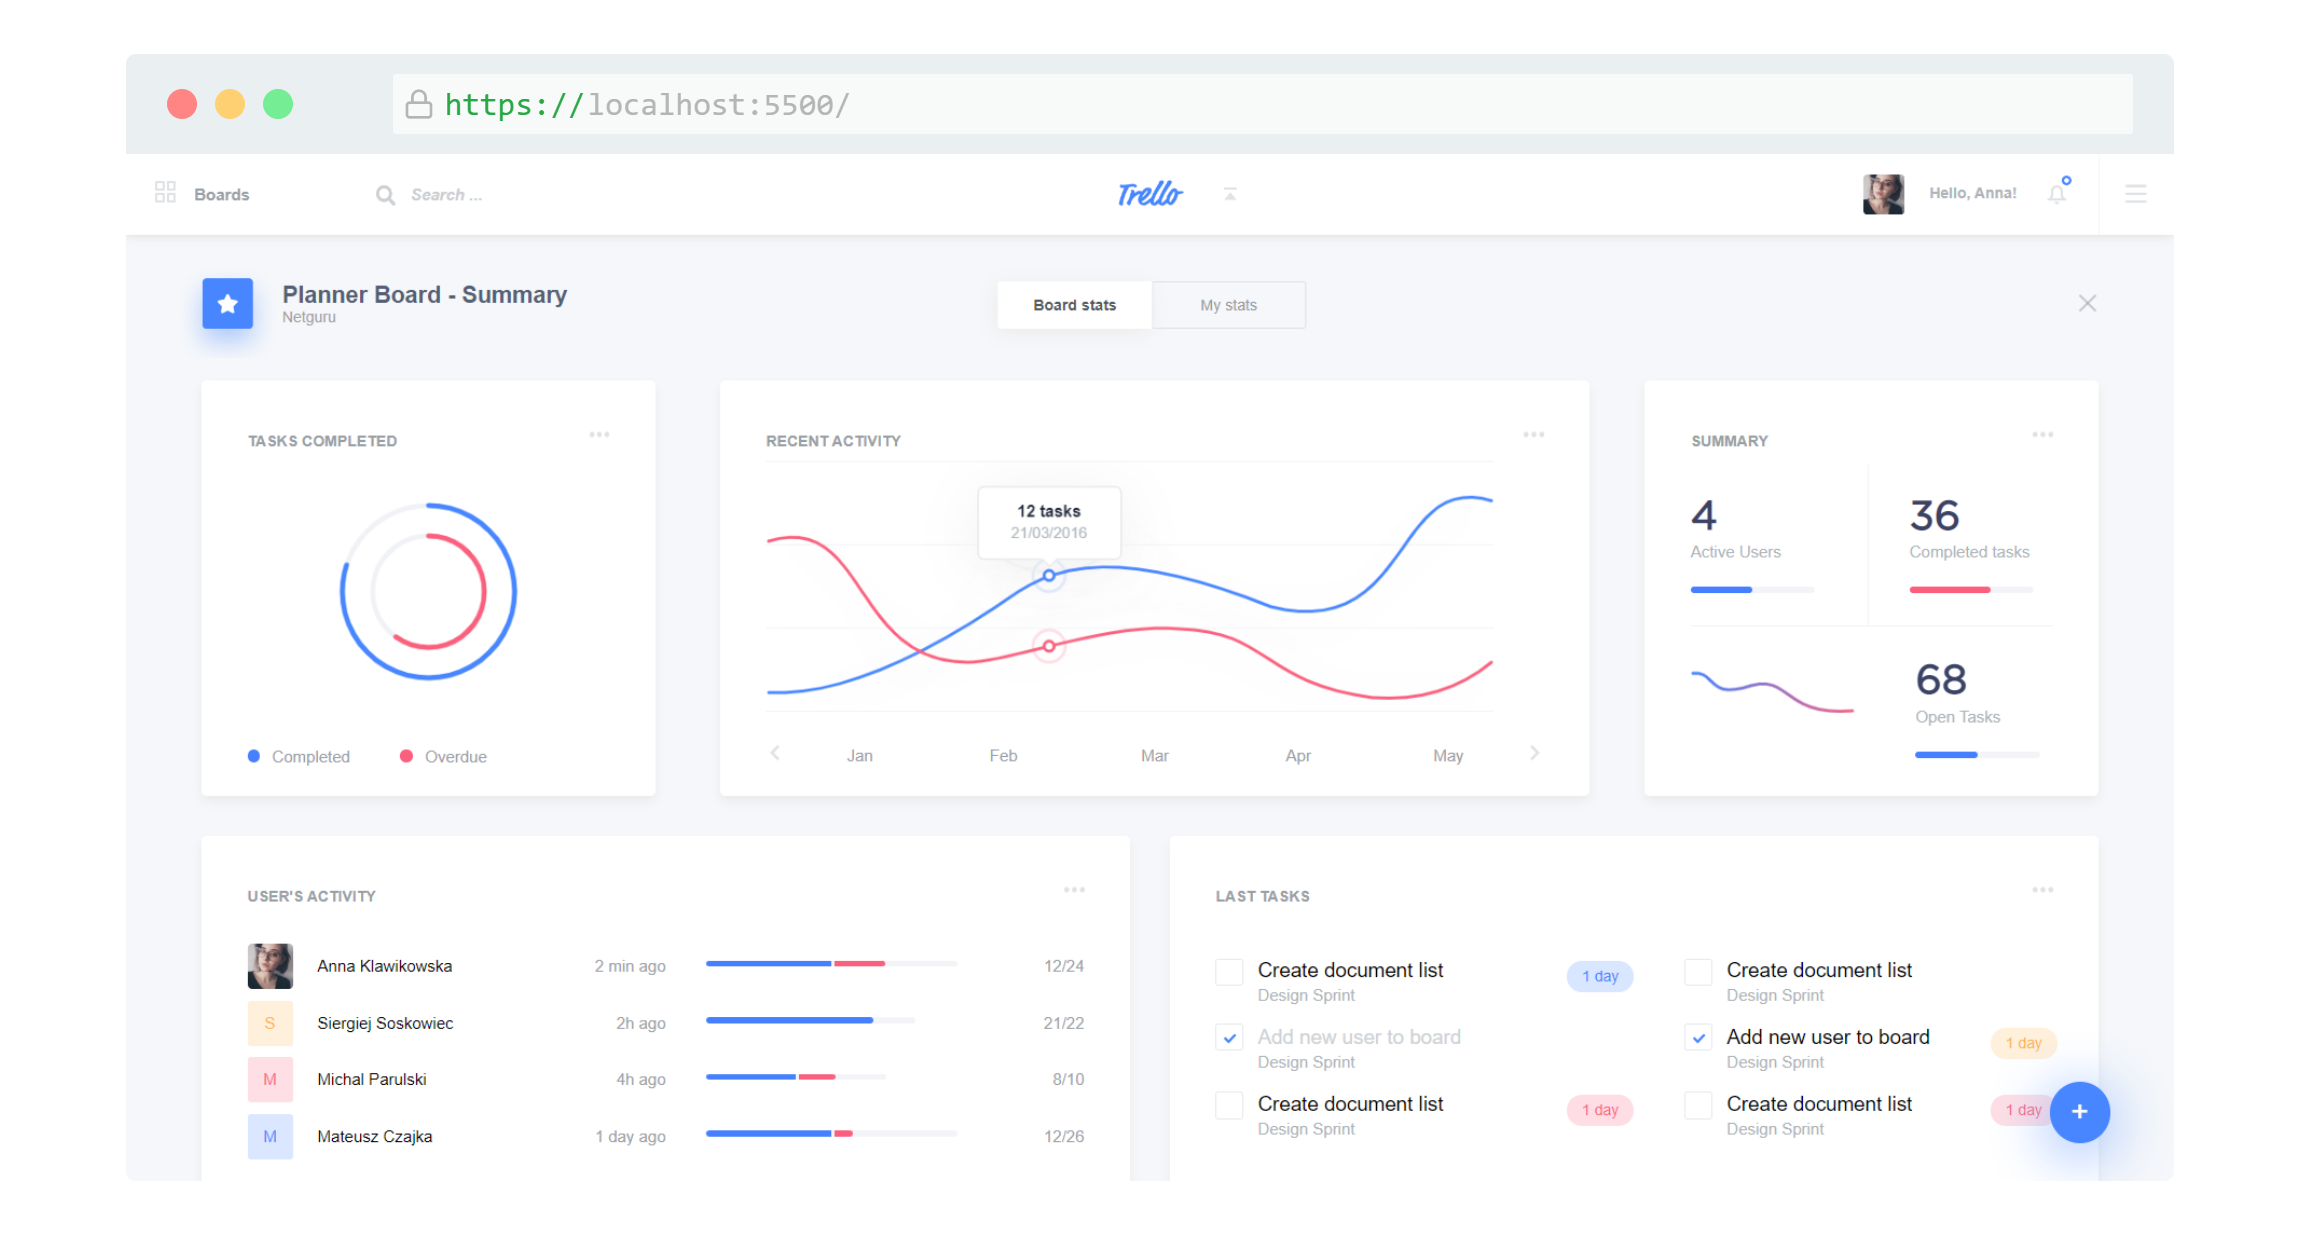 https://localhost:5500/
Boards
Search ...
Trello
Hello, Anna!
Planner Board - Summary
Netguru
Board stats
My stats
TASKS COMPLETED
Completed
Overdue
RECENT ACTIVITY
12 tasks
21/03/2016
Jan
Feb
Mar
Apr
May
SUMMARY
4
Active Users
36
Completed tasks
68
Open Tasks
USER'S ACTIVITY
Anna Klawikowska
2 min ago
12/24
S
Siergiej Soskowiec
2h ago
21/22
M
Michal Parulski
4h ago
8/10
M
Mateusz Czajka
1 day ago
12/26
LAST TASKS
Create document list
Design Sprint
1 day
Add new user to board
Design Sprint
Create document list
Design Sprint
1 day
Create document list
Design Sprint
Add new user to board
Design Sprint
1 day
Create document list
Design Sprint
1 day
+